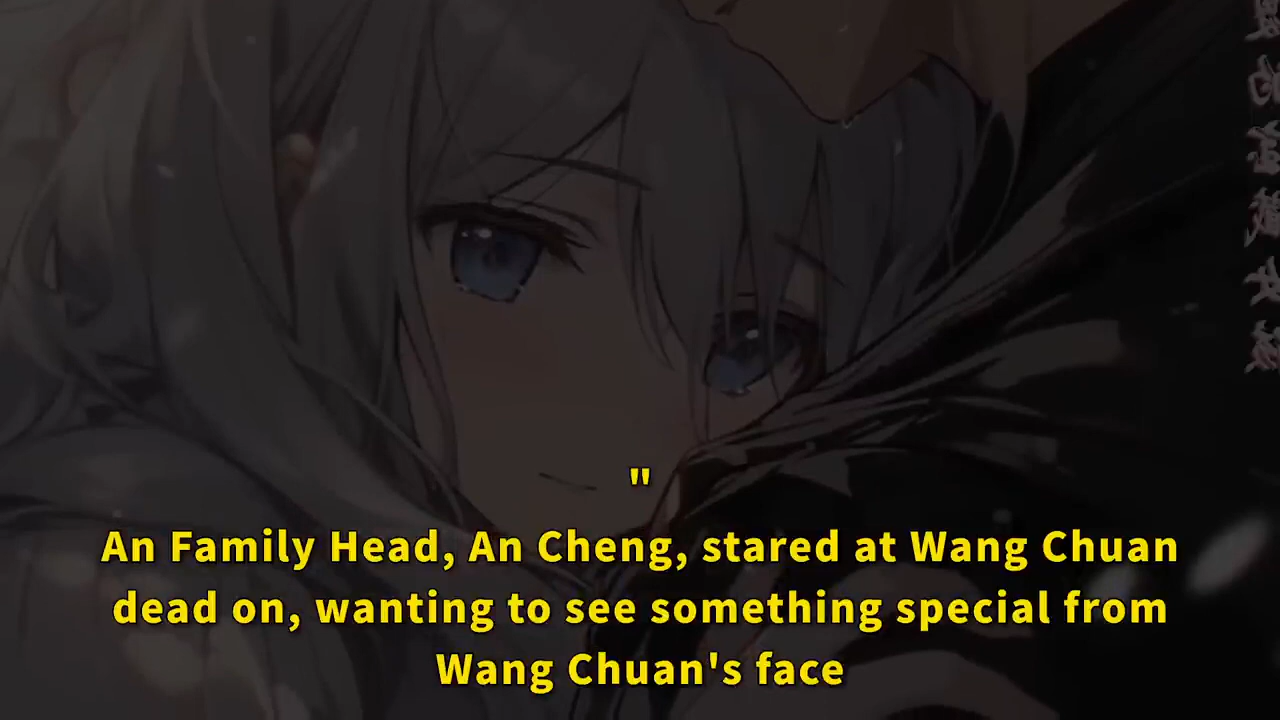 "
An Family Head, An Cheng, stared at Wang Chuan
dead on, wanting to see something special from
Wang Chuan's face